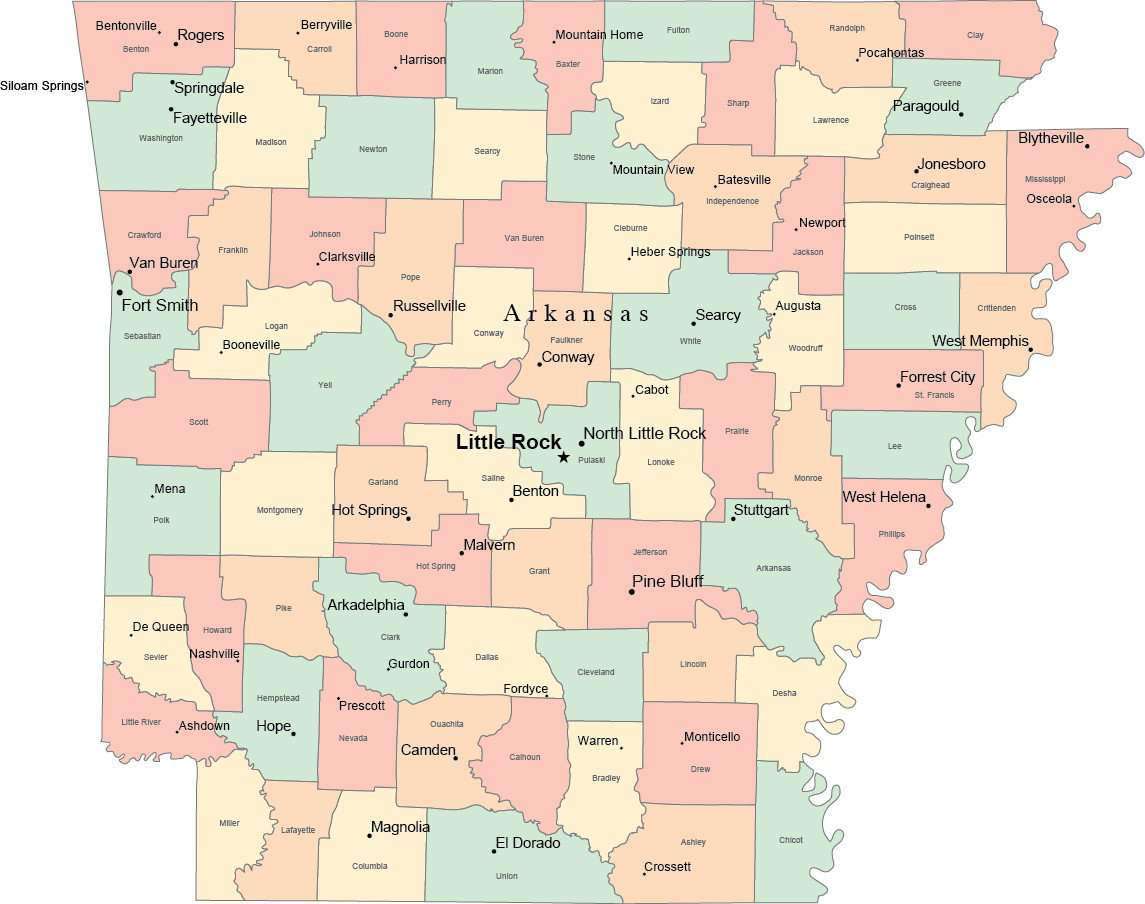 Bentonville
Rogers
Benton
Berryville
Carroll
Boone
Harrison
Marion
Mountain Home
Baxter
Fulton
Randolph
Pocahontas
Clay
Siloam Springs
Springdale
Fayetteville
Washington
Madison
Newton
Searcy
Stone
Mountain View
Izard
Sharp
Lawrence
Greene
Paragould
Batesville
Independence
Jonesboro
Craighead
Blytheville
Mississippi
Osceola
Crawford
Van Buren
Franklin
Johnson
Clarksville
Pope
Russellville
Van Buren
Cleburne
Heber Springs
Newport
Jackson
Poinsett
Fort Smith
Sebastian
Logan
Booneville
Conway
Arkansas
Faulkner
Conway
Searcy
White
Augusta
Woodruff
Cross
Crittenden
West Memphis
Yell
Scott
Perry
Cabot
Prairie
Forrest City
St. Francis
Little Rock
North Little Rock
Pulaski
Lonoke
Lee
Monroe
Mena
Polk
Montgomery
Garland
Hot Springs
Saline
Benton
Stuttgart
West Helena
Phillips
Malvern
Hot Spring
Grant
Jefferson
Pine Bluff
Arkansas
Pike
Arkadelphia
Clark
Gurdon
De Queen
Sevier
Howard
Nashville
Dallas
Fordyce
Cleveland
Lincoln
Desha
Little River
Ashdown
Hempstead
Hope
Prescott
Nevada
Ouachita
Camden
Calhoun
Warren
Bradley
Monticello
Drew
Miller
Lafayette
Magnolia
Columbia
El Dorado
Union
Ashley
Crossett
Chicot